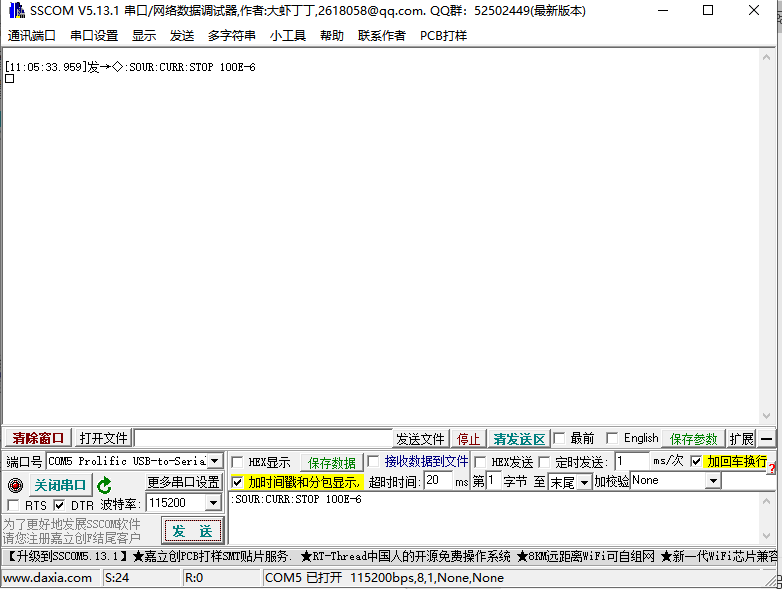 SSCOM V5.13.1 串口/网络数据调试器,作者:大虾丁丁,2618058@qq.com. QQ群：52502449(最新版本)
通讯端口 串口设置 显示 发送 多字符串 小工具 帮助 联系作者 PCB打样
[11:05:33.959]发→◇:SOUR:CURR:STOP 100E-6
□
清除窗口 打开文件 发送文件 停止 清发送区 最前 English 保存参数 扩展 —
端口号 COM5 Prolific USB-to-Seria HEX显示 保存数据 接收数据到文件 HEX发送 定时发送: 1 ms/次 加回车换行 ?
关闭串口 更多串口设置 加时间戳和分包显示, 超时时间: 20 ms 第 1 字节 至 末尾 加校验 None
RTS DTR 波特率: 115200 :SOUR:CURR:STOP 100E-6
为了更好地发展SSCOM软件
请您注册嘉立创F结尾客户 发 送
【升级到SSCOM5.13.1】★嘉立创PCB打样SMT贴片服务. ★RT-Thread中国人的开源免费操作系统 ★8KM远距离WiFi可自组网 ★新一代WiFi芯片兼容
www.daxia.com S:24 R:0 COM5 已打开 115200bps,8,1,None,None